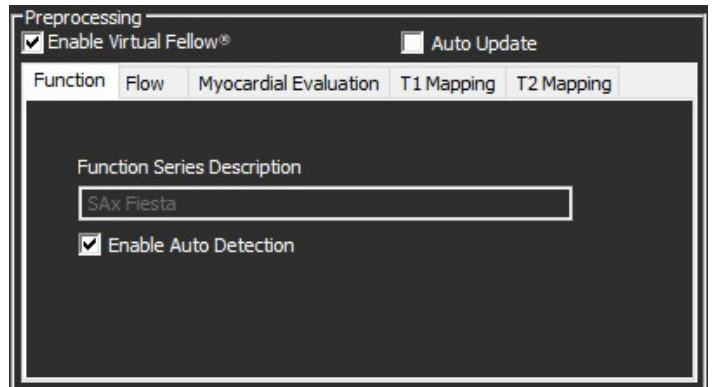 Preprocessing
Enable Virtual Fellow® Auto Update
Function Flow Myocardial Evaluation T1 Mapping T2 Mapping
Function Series Description
SAx Fiesta
Enable Auto Detection